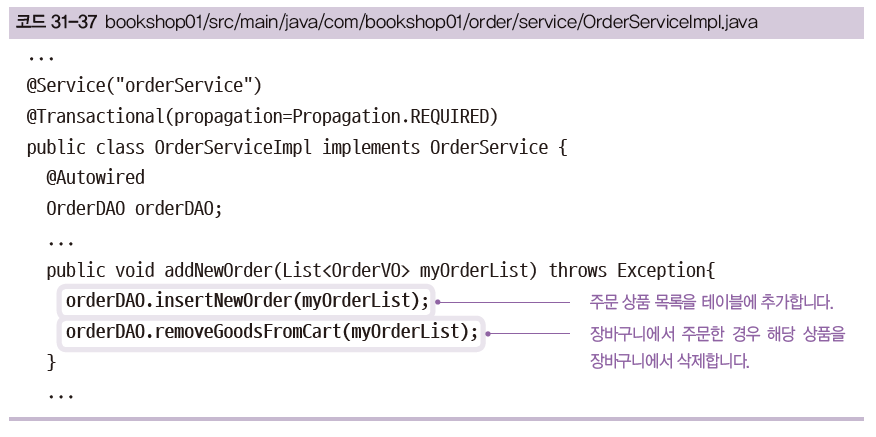 코드 31-37 bookshop01/src/main/java/com/bookshop01/order/service/OrderServiceImpl.java
...
@Service("orderService")
@Transactional(propagation=Propagation.REQUIRED)
public class OrderServiceImpl implements OrderService {
@Autowired
OrderDAO orderDAO;
...
public void addNewOrder(List<OrderVO> myOrderList) throws Exception{
orderDAO.insertNewOrder(myOrderList); 주문 상품 목록을 테이블에 추가합니다.
orderDAO.removeGoodsFromCart(myOrderList); 장바구니에서 주문한 경우 해당 상품을
} 장바구니에서 삭제합니다.
...